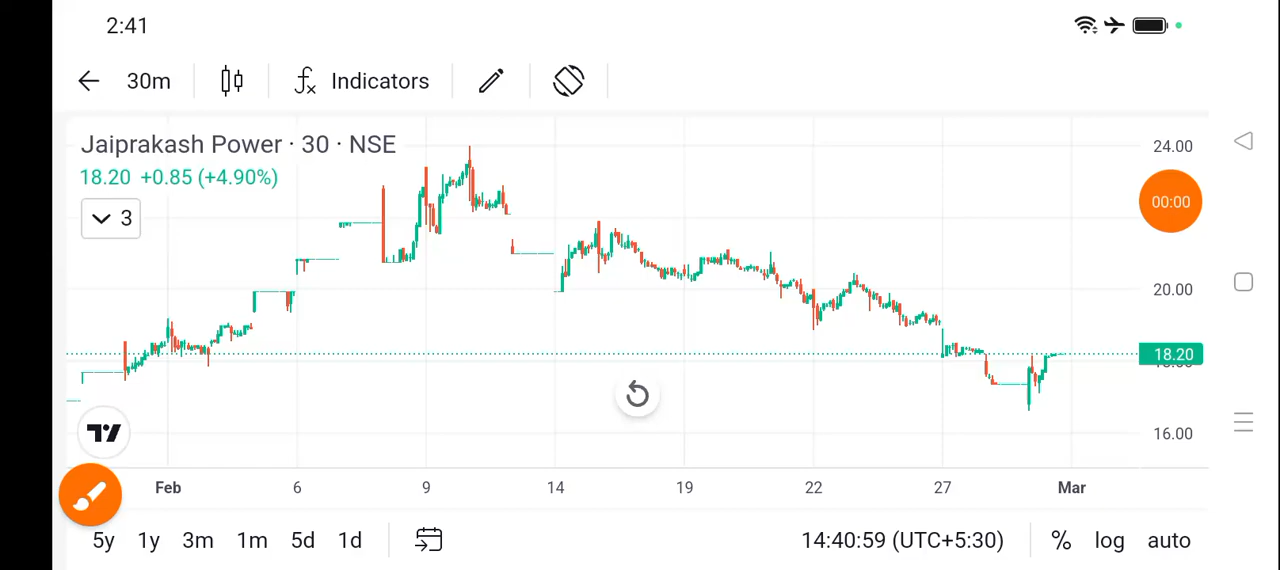 2:41
30m
Indicators
Jaiprakash Power · 30 · NSE
18.20 +0.85 (+4.90%)
3
24.00
00:00
20.00
18.20
16.00
Feb 6 9 14 19 22 27 Mar
5y 1y 3m 1m 5d 1d 14:40:59 (UTC+5:30) % log auto